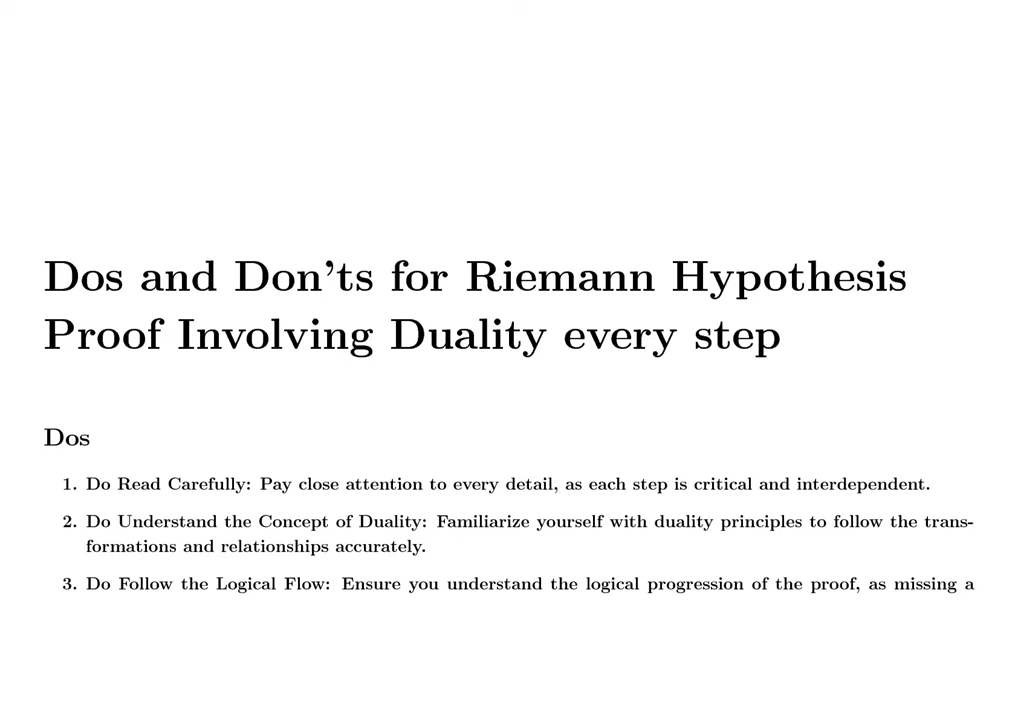 Dos and Don'ts for Riemann Hypothesis
Proof Involving Duality every step
Dos
1. Do Read Carefully: Pay close attention to every detail, as each step is critical and interdependent.
2. Do Understand the Concept of Duality: Familiarize yourself with duality principles to follow the trans-
formations and relationships accurately.
3. Do Follow the Logical Flow: Ensure you understand the logical progression of the proof, as missing a